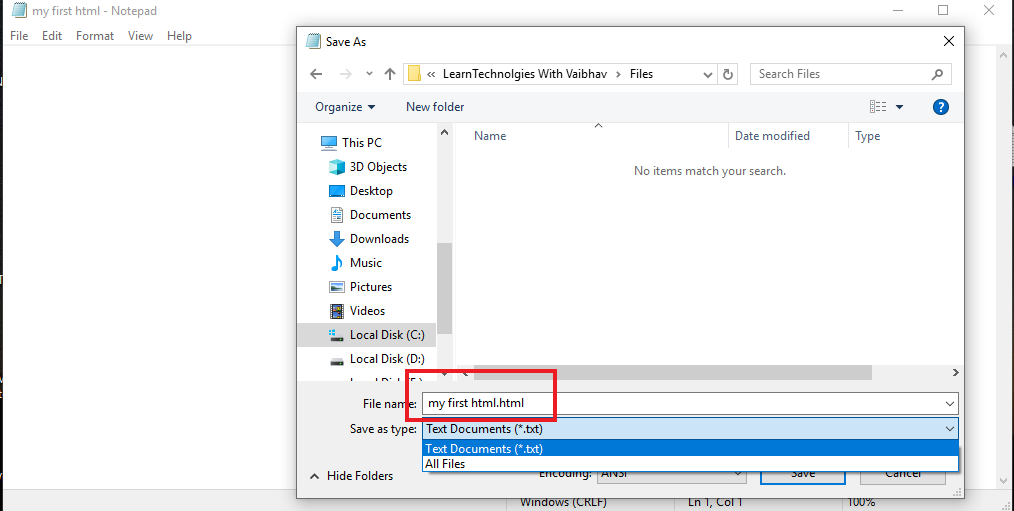 my first html - Notepad
File Edit Format View Help
Save As
« LearnTechnolgies With Vaibhav › Files
Search Files
Organize
New folder
?
This PC
3D Objects
Desktop
Documents
Downloads
Music
Pictures
Videos
Local Disk (C:)
Local Disk (D:)
Name
Date modified
Type
No items match your search.
File name: my first html.html
Save as type: Text Documents (*.txt)
Text Documents (*.txt)
All Files
Hide Folders
Encoding: ANSI
Save
Cancel
Windows (CRLF)
Ln 1, Col 1
100%